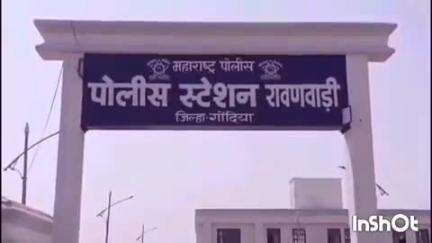 महाराष्ट्र पोलीस
पोलीस स्टेशन रावणवाड़ी
जिल्हा-गोंदिया
InShOt